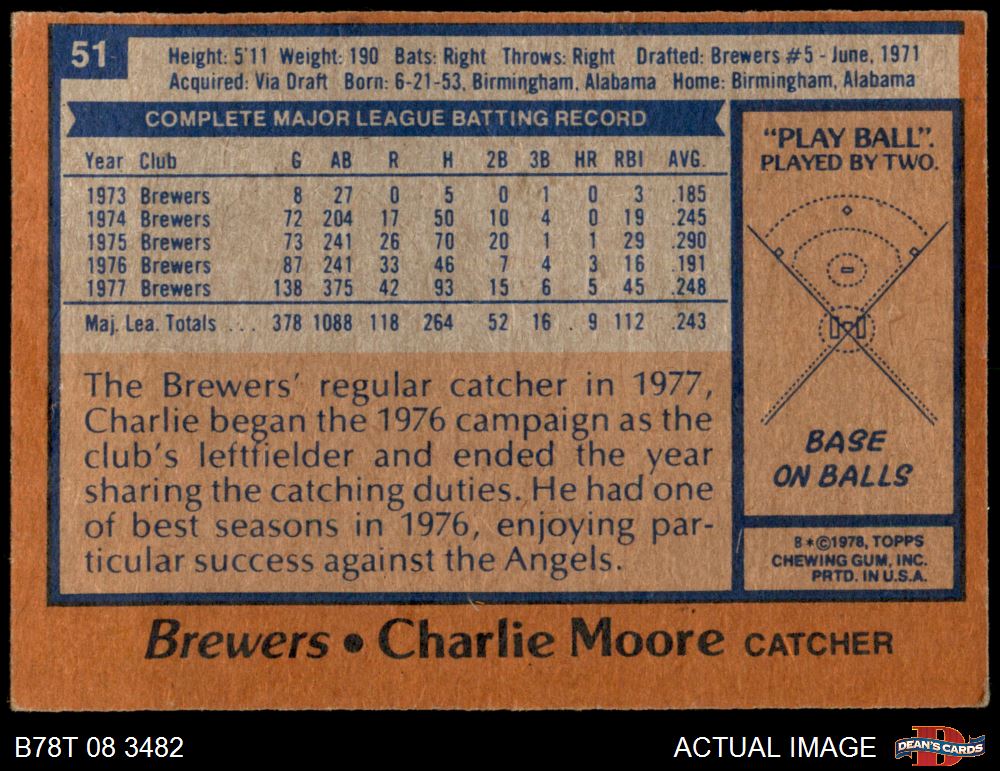 51
Height: 5'11 Weight: 190 Bats: Right Throws: Right Drafted: Brewers #5 - June, 1971
Acquired: Via Draft Born: 6-21-53, Birmingham, Alabama Home: Birmingham, Alabama
COMPLETE MAJOR LEAGUE BATTING RECORD
Year Club G AB R H 2B 3B HR RBI AVG.
1973 Brewers 8 27 0 5 0 1 0 3 .185
1974 Brewers 72 204 17 50 10 4 0 19 .245
1975 Brewers 73 241 26 70 20 1 1 29 .290
1976 Brewers 87 241 33 46 7 4 3 16 .191
1977 Brewers 138 375 42 93 15 6 5 45 .248
Maj. Lea. Totals ... 378 1088 118 264 52 16 9 112 .243
The Brewers' regular catcher in 1977,
Charlie began the 1976 campaign as the
club's leftfielder and ended the year
sharing the catching duties. He had one
of best seasons in 1976, enjoying par-
ticular success against the Angels.
"PLAY BALL".
PLAYED BY TWO.
BASE
ON BALLS
B*©1978, TOPPS
CHEWING GUM, INC.
PRTD. IN U.S.A.
Brewers • Charlie Moore CATCHER
B78T 08 3482
ACTUAL IMAGE
DEAN'S CARDS